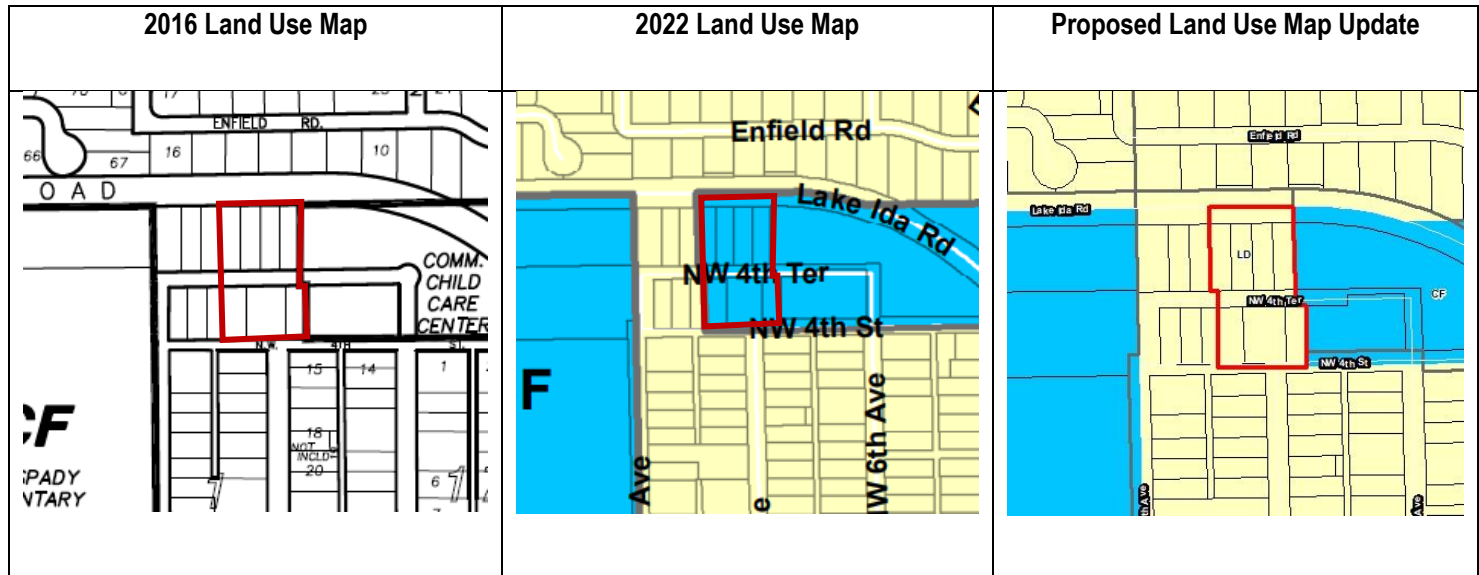 2016 Land Use Map
2022 Land Use Map
Proposed Land Use Map Update
17
ENFIELD RD.
66
67
16
10
O A D
COMM.
CHILD
CARE
CENTER
N.W. 4TH ST.
15
14
1
CF
18
NOT
INCLD
20
6
PADY
NTARY
Enfield Rd
Lake Ida Rd
NW 4th Ter
NW 4th St
F
Ave
W 6th Ave
e
Enfield Rd
Lake Ida Rd
LD
NW 4th Ter
CF
NW 4th St
th Ave
Ave